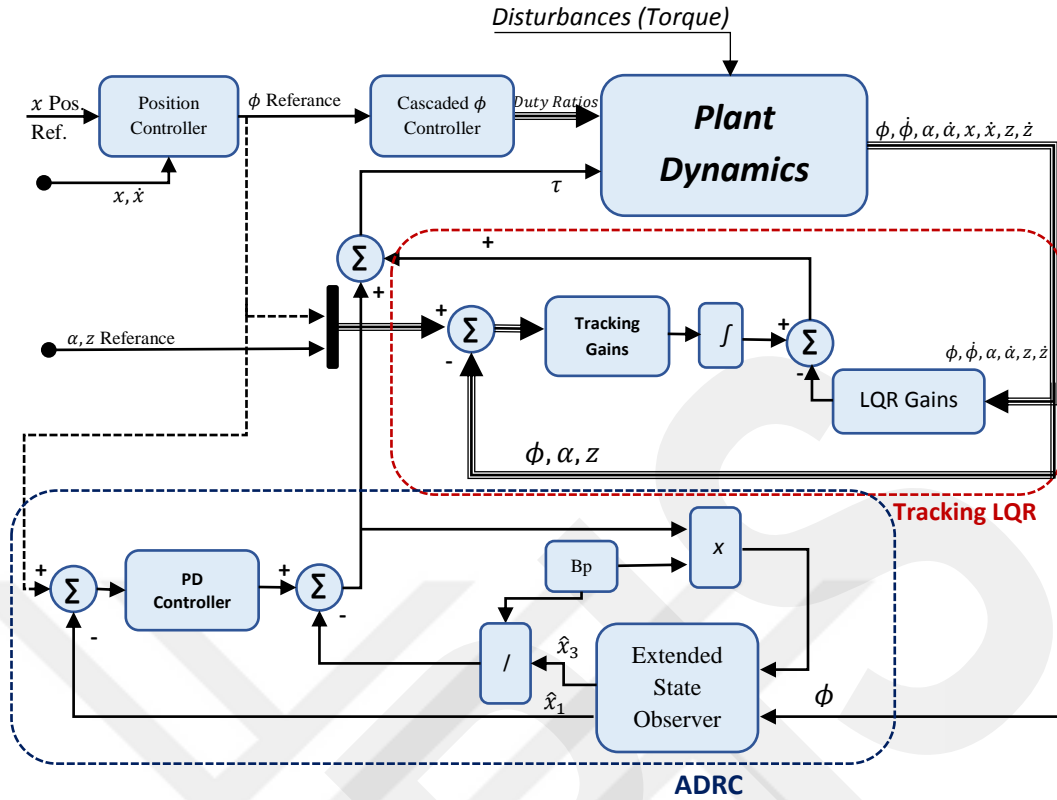 Disturbances (Torque)
x Pos.
Ref.
Position
Controller
ϕ Referance
Cascaded ϕ
Controller
Duty Ratios
Plant
Dynamics
ϕ, ϕ̇, α, α̇, x, ẋ, z, ż
x, ẋ
τ
Σ
+
+
α, z Referance
+
Σ
-
Tracking
Gains
∫
+
Σ
-
ϕ, ϕ̇, α, α̇, z, ż
LQR Gains
ϕ, α, z
Tracking LQR
+
Σ
-
PD
Controller
+
Σ
-
Bp
x
/
x̂3
x̂1
Extended
State
Observer
ϕ
ADRC